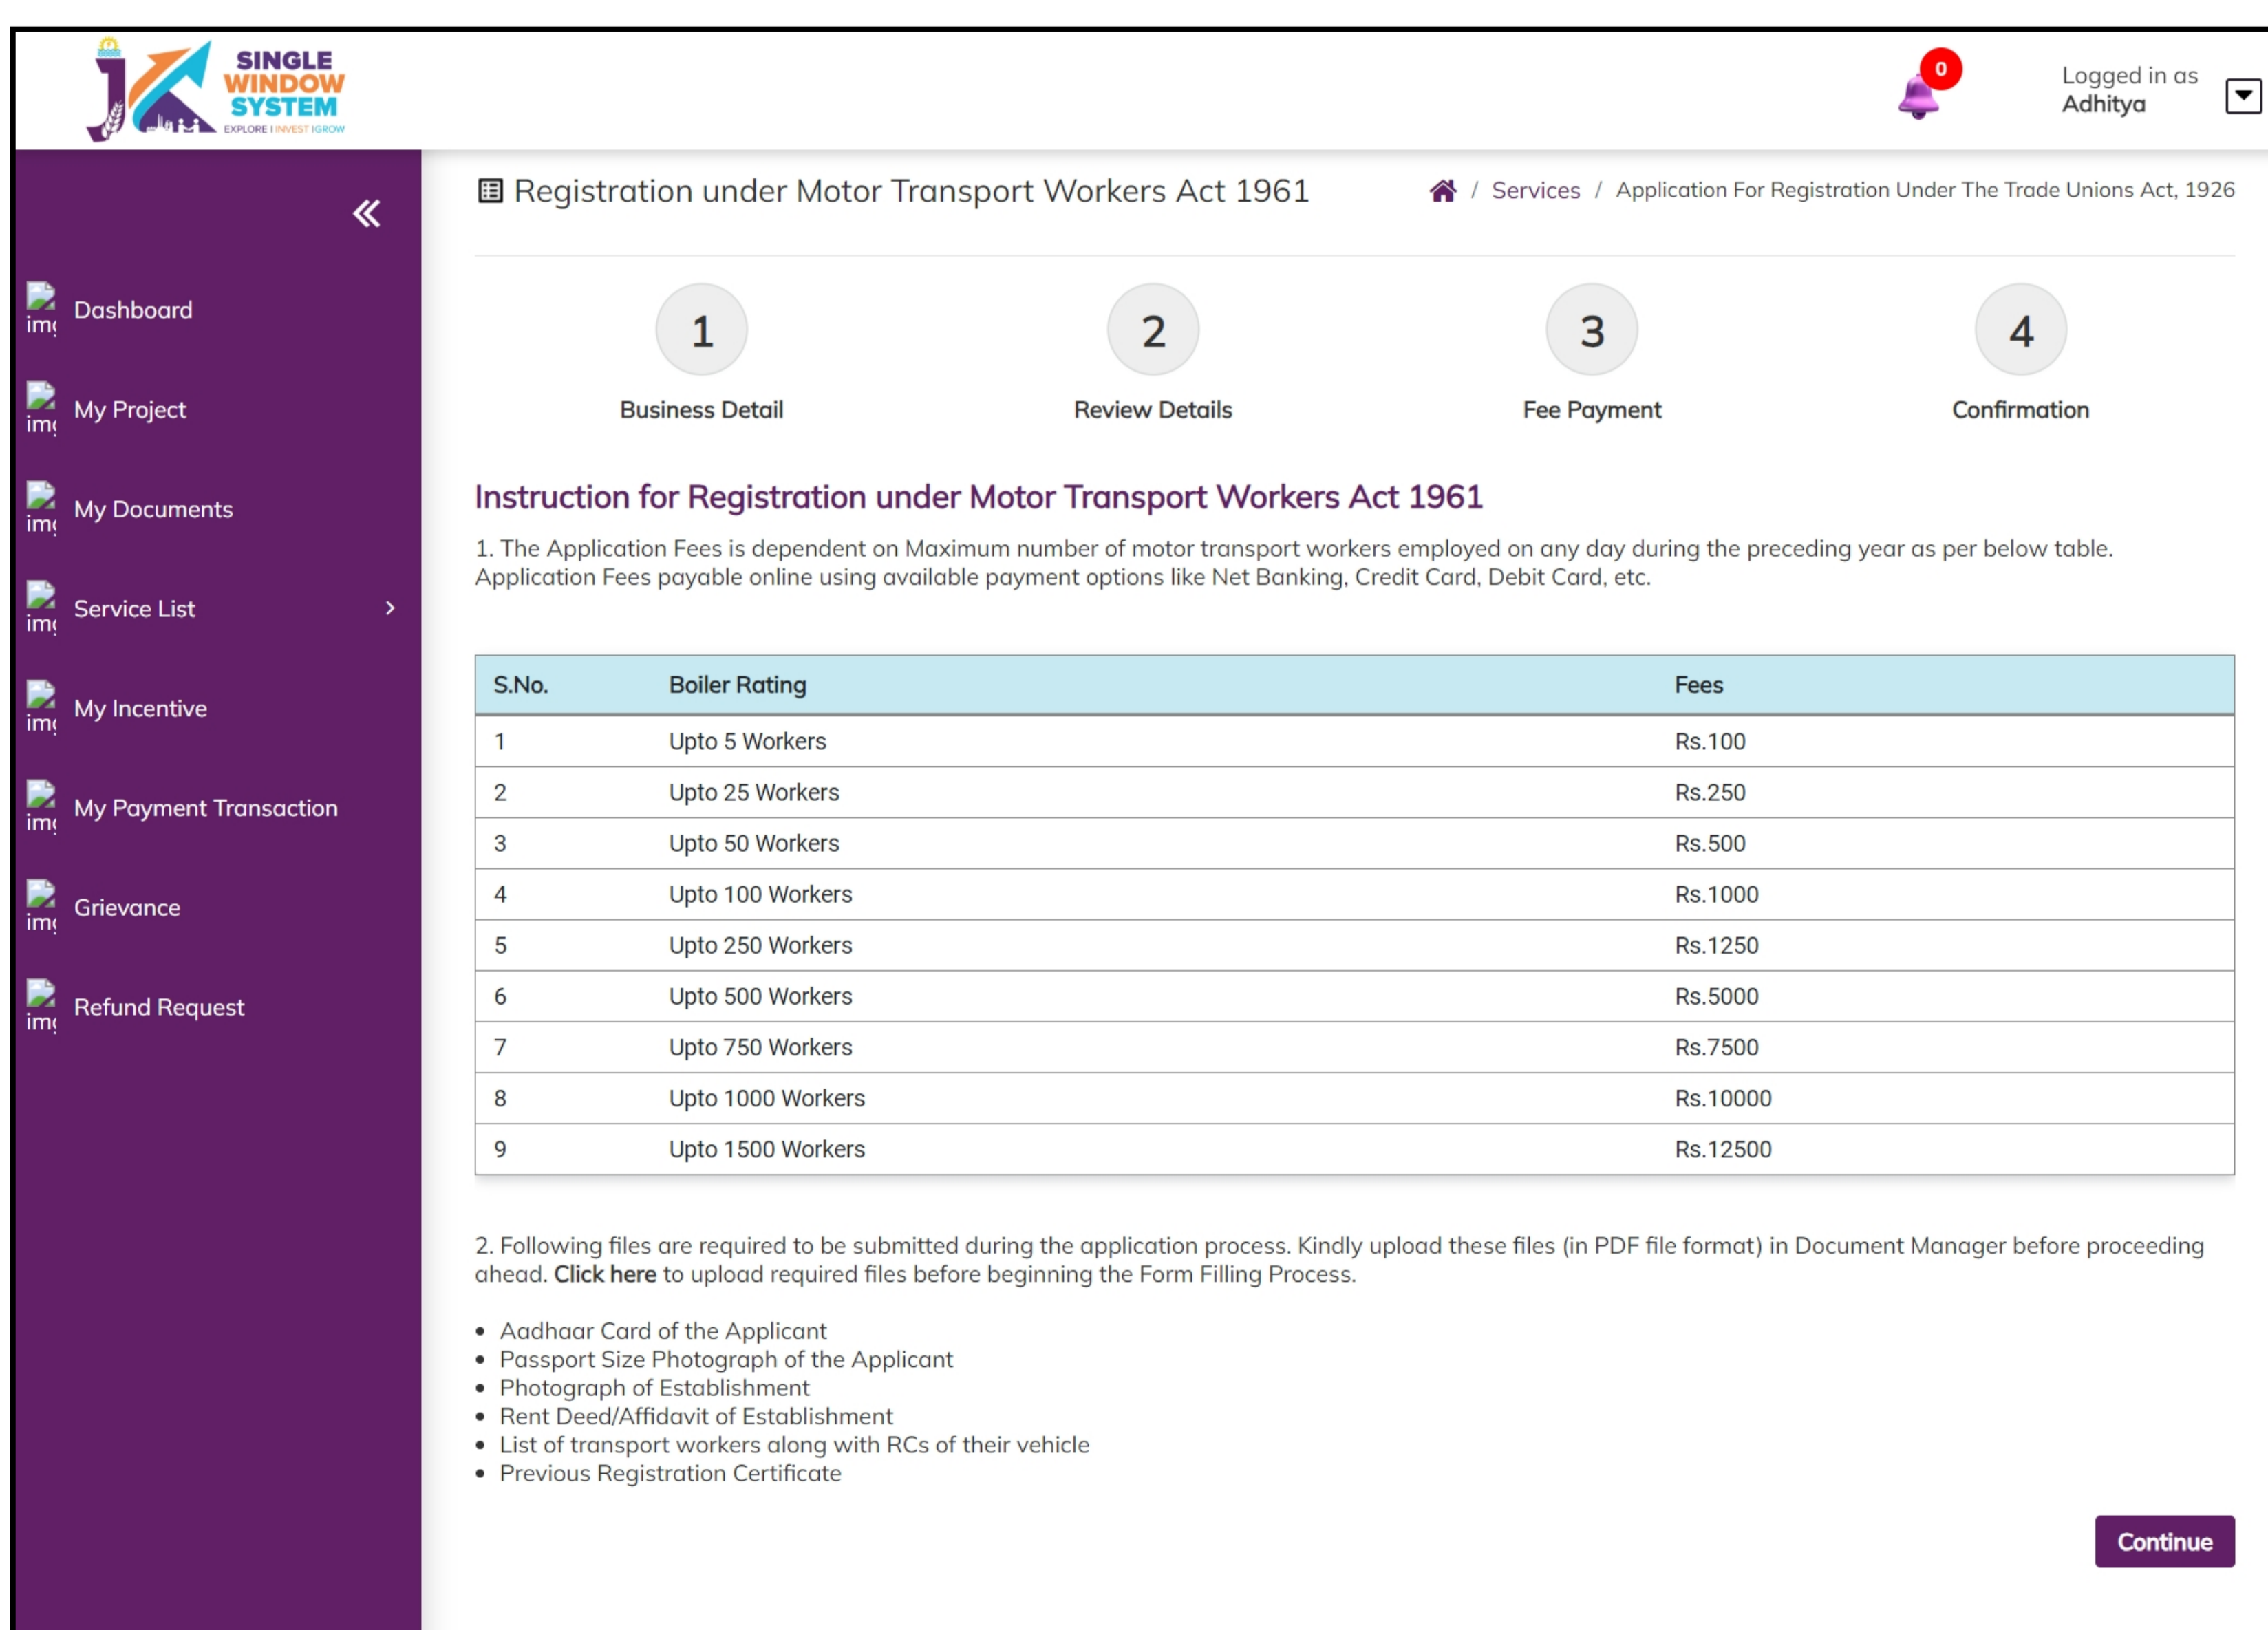 SINGLE
WINDOW
SYSTEM
EXPLORE I INVEST I GROW
0
Logged in as
Adhitya
Registration under Motor Transport Workers Act 1961
/ Services / Application For Registration Under The Trade Unions Act, 1926
img Dashboard
img My Project
img My Documents
img Service List
img My Incentive
img My Payment Transaction
img Grievance
img Refund Request
1 2 3 4
Business Detail Review Details Fee Payment Confirmation
Instruction for Registration under Motor Transport Workers Act 1961
1. The Application Fees is dependent on Maximum number of motor transport workers employed on any day during the preceding year as per below table.
Application Fees payable online using available payment options like Net Banking, Credit Card, Debit Card, etc.
S.No. Boiler Rating Fees
1 Upto 5 Workers Rs.100
2 Upto 25 Workers Rs.250
3 Upto 50 Workers Rs.500
4 Upto 100 Workers Rs.1000
5 Upto 250 Workers Rs.1250
6 Upto 500 Workers Rs.5000
7 Upto 750 Workers Rs.7500
8 Upto 1000 Workers Rs.10000
9 Upto 1500 Workers Rs.12500
2. Following files are required to be submitted during the application process. Kindly upload these files (in PDF file format) in Document Manager before proceeding
ahead. Click here to upload required files before beginning the Form Filling Process.
• Aadhaar Card of the Applicant
• Passport Size Photograph of the Applicant
• Photograph of Establishment
• Rent Deed/Affidavit of Establishment
• List of transport workers along with RCs of their vehicle
• Previous Registration Certificate
Continue